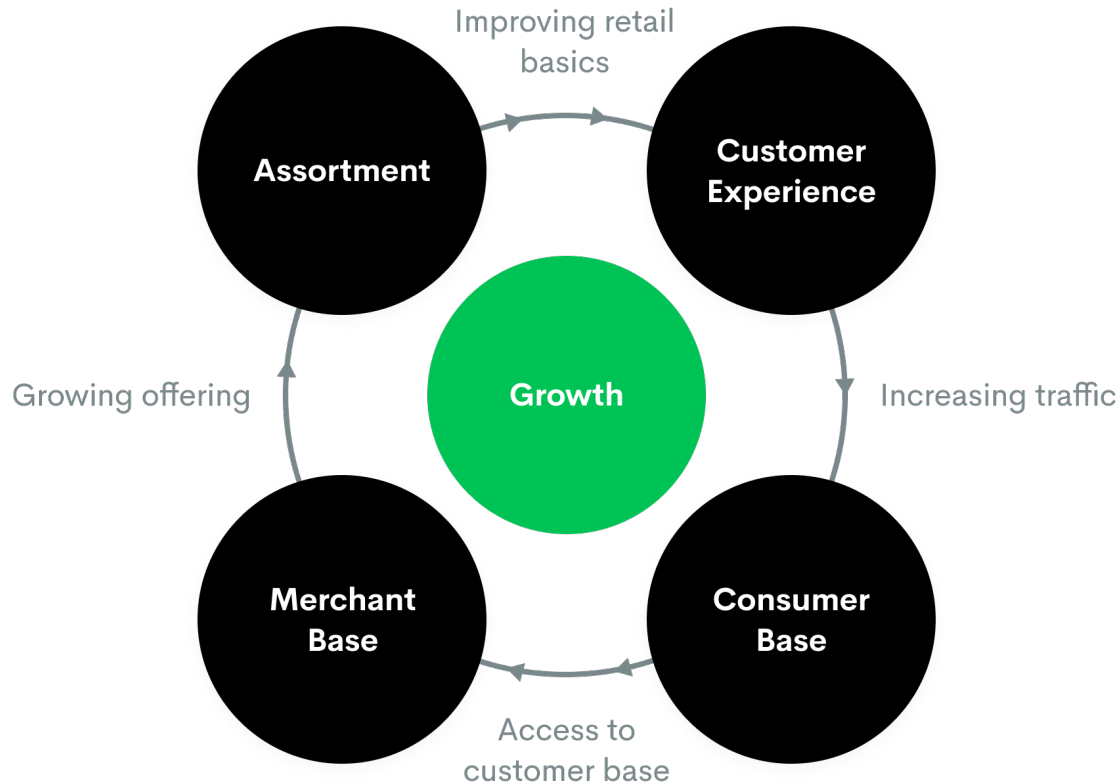 Improving retail
basics
Assortment
Customer
Experience
Growing offering
Growth
Increasing traffic
Merchant
Base
Consumer
Base
Access to
customer base